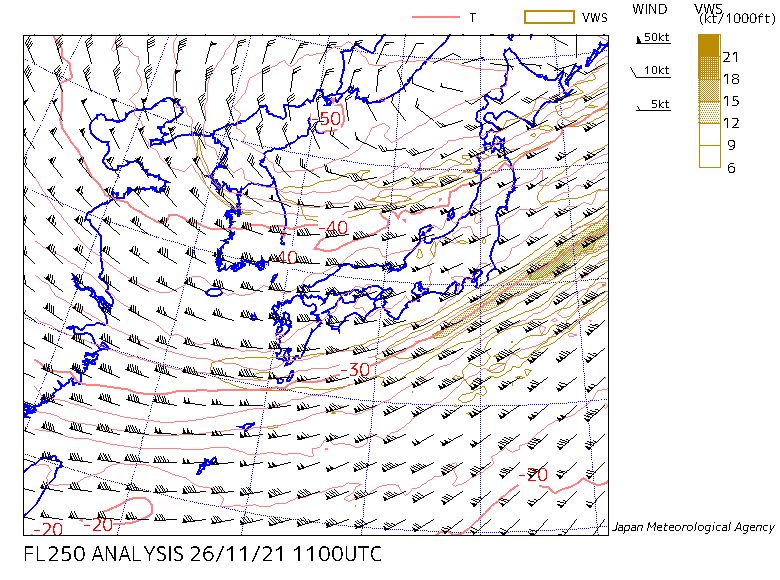 T
VWS
WIND
VWS
(kt/1000ft)
50kt
10kt
5kt
21
18
15
12
9
6
-50
-40
-40
-30
-20
-20
-20
Japan Meteorological Agency
FL250 ANALYSIS 26/11/21 1100UTC